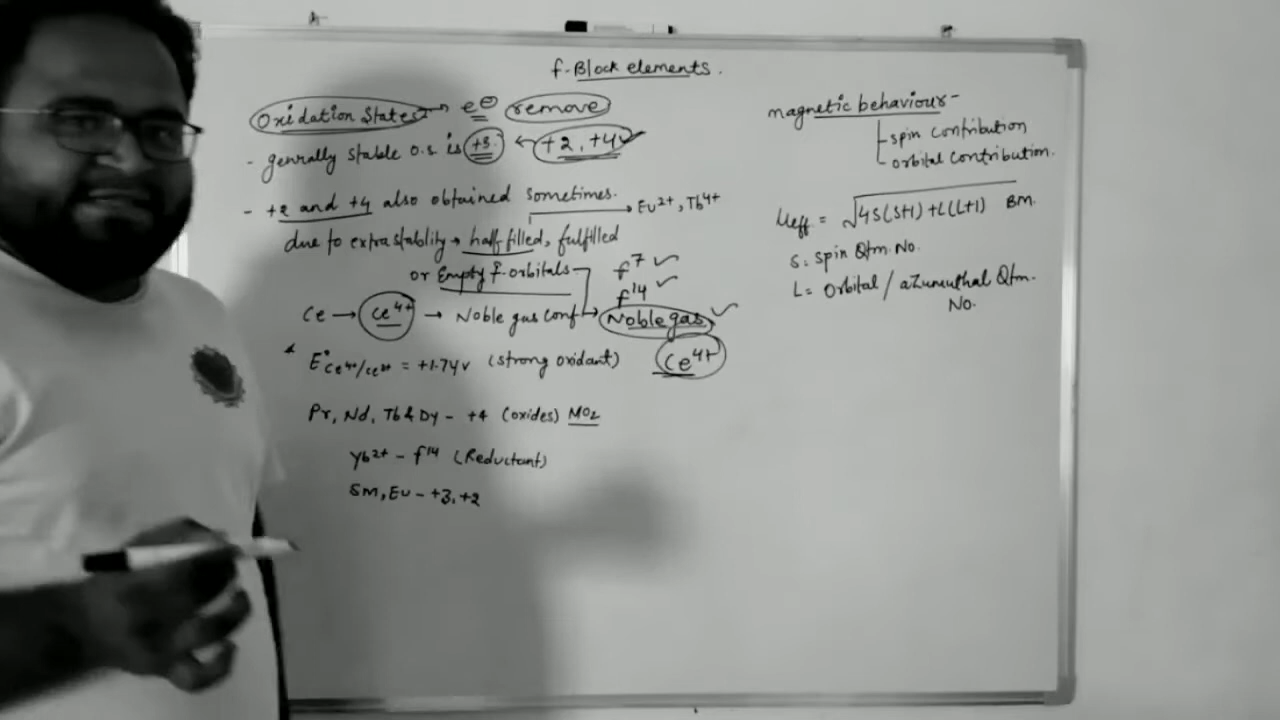 f-Block elements.
Oxidation States → e⊖ remove
- genrally stable o.s. is +3. ← +2, +4 ✓
- +2 and +4 also obtained sometimes.
→ Eu²⁺, Tb⁴⁺
due to extra stablity → half filled, fulfilled
or Empty f-orbitals
f⁷ ✓
f¹⁴ ✓
Ce → Ce⁴⁺ → Noble gas conf Noble gas ✓
* E°Ce⁴⁺/Ce³⁺ = +1.74v (strong oxidant) Ce⁴⁺
Pr, Nd, Tb & Dy - +4 (oxides) MO₂
Yb²⁺ - f¹⁴ (Reductant)
Sm, Eu - +3, +2
magnetic behaviour -
- spin contribution
orbital contribution.
μeff = √4S(S+1) + L(L+1) BM.
S = spin Qtm. No.
L = Orbital / aZumuthal Qtm.
No.